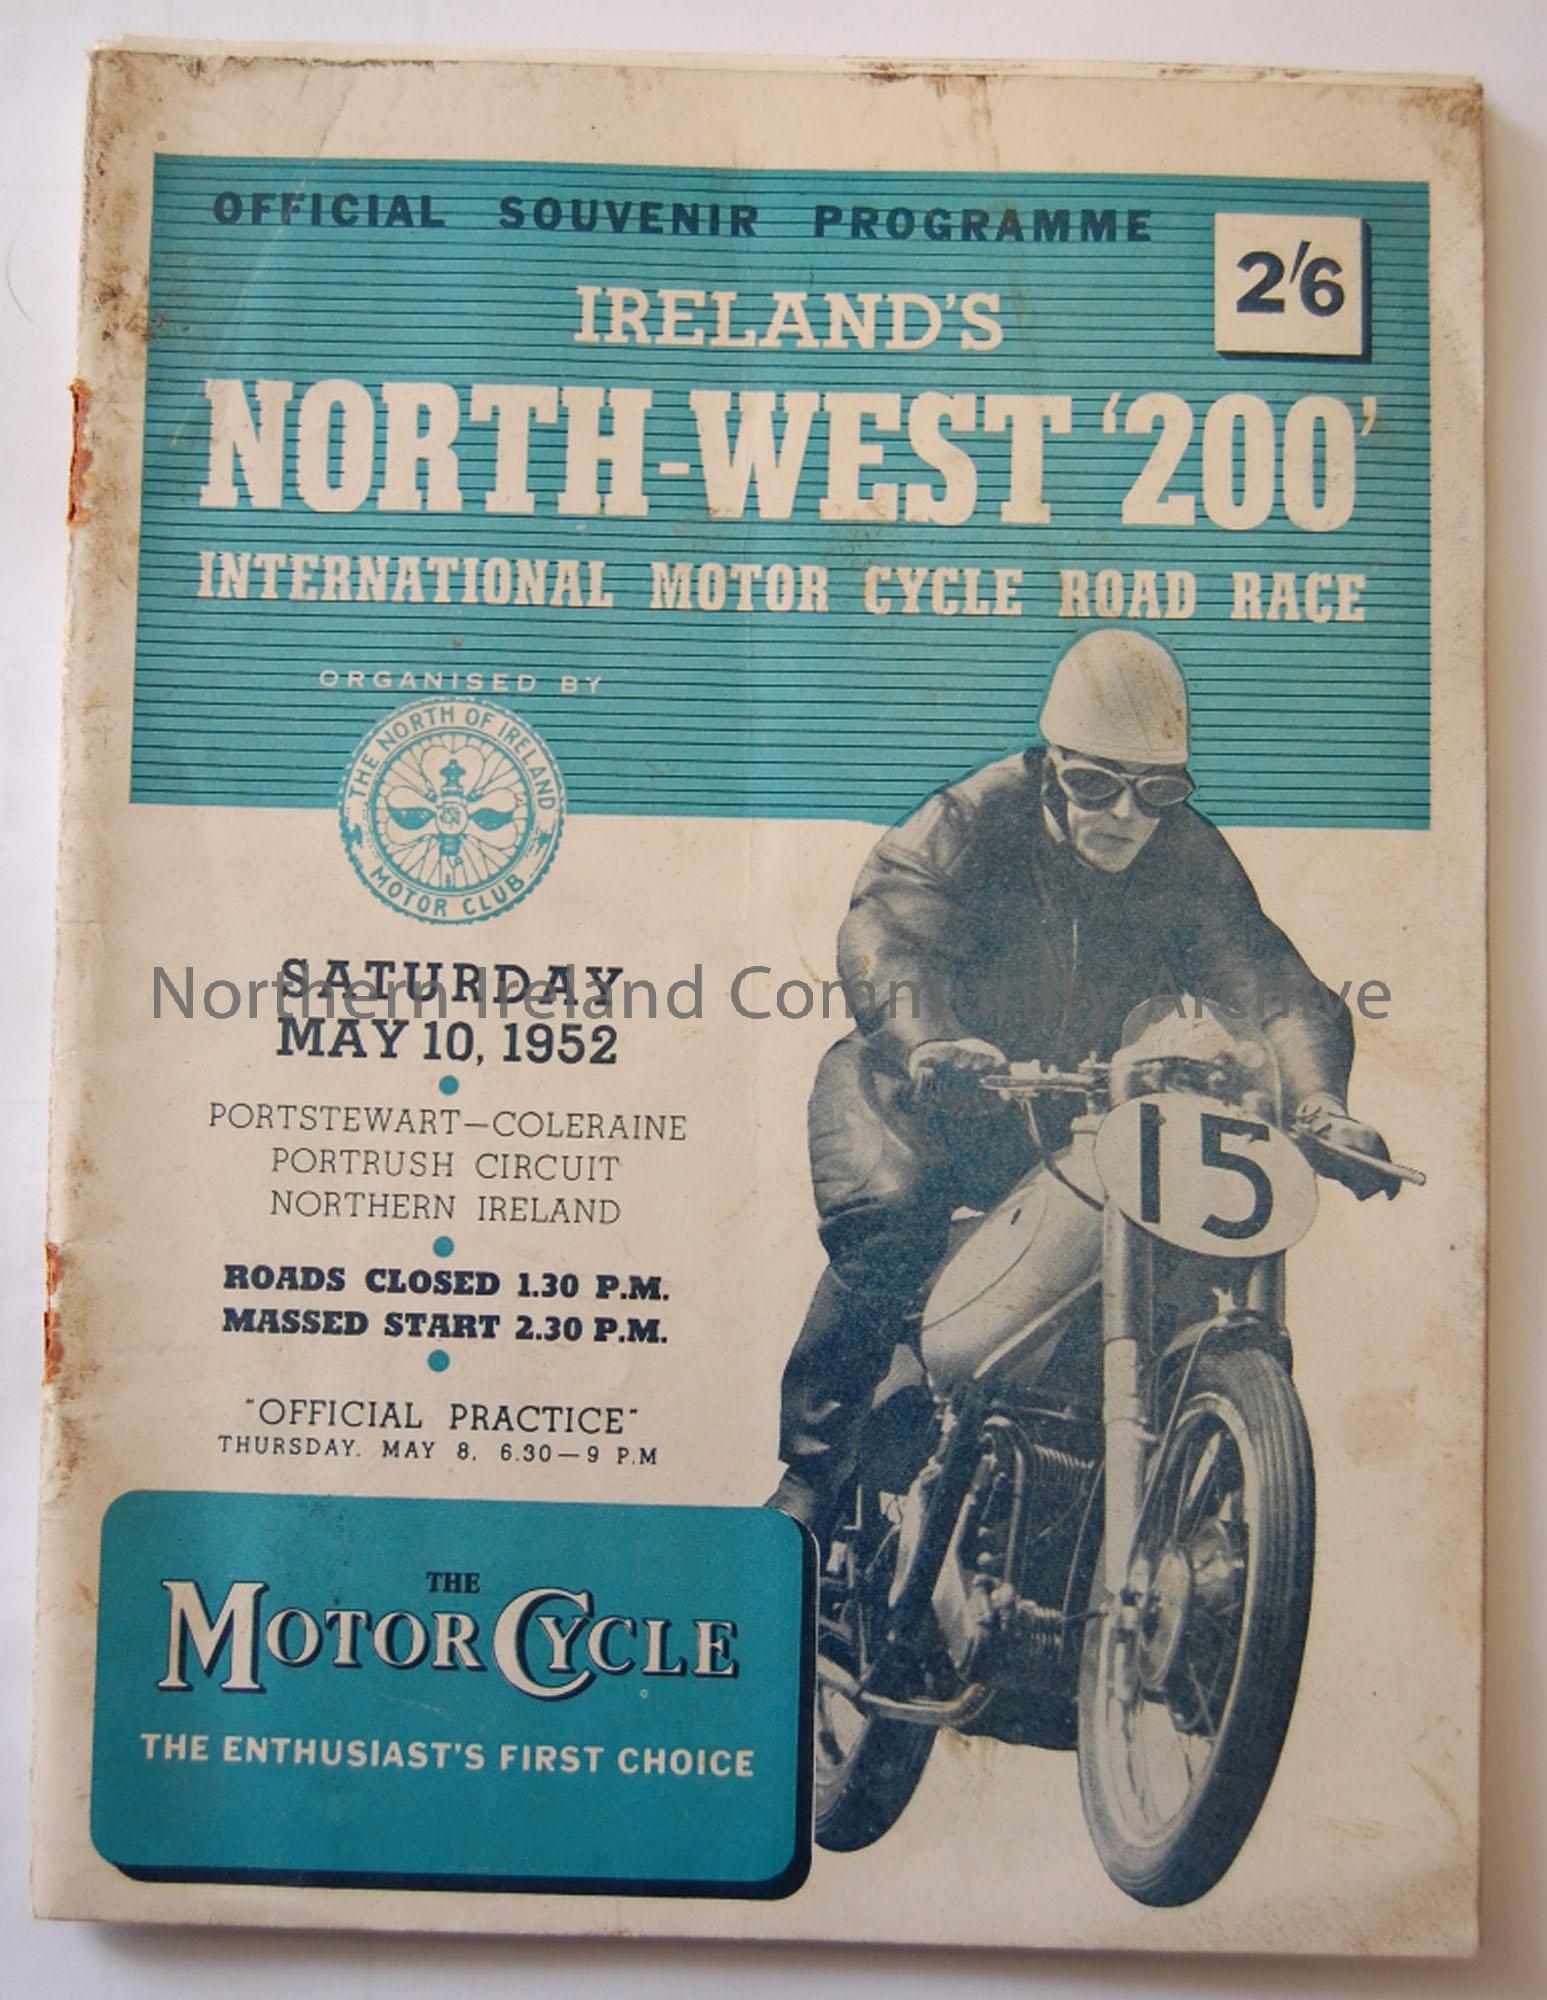 OFFICIAL SOUVENIR PROGRAMME
2'/6
IRELAND'S
NORTH-WEST '200'
INTERNATIONAL MOTOR CYCLE ROAD RACE
ORGANISED BY
THE NORTH OF IRELAND
MOTOR CLUB
SATURDAY
Northern Ireland Community Archive
MAY 10, 1952
PORTSTEWART—COLERAINE
PORTRUSH CIRCUIT
NORTHERN IRELAND
ROADS CLOSED 1.30 P.M.
MASSED START 2.30 P.M.
"OFFICIAL PRACTICE"
THURSDAY. MAY 8, 6.30—9 P.M
15
THE
MOTOR CYCLE
THE ENTHUSIAST'S FIRST CHOICE